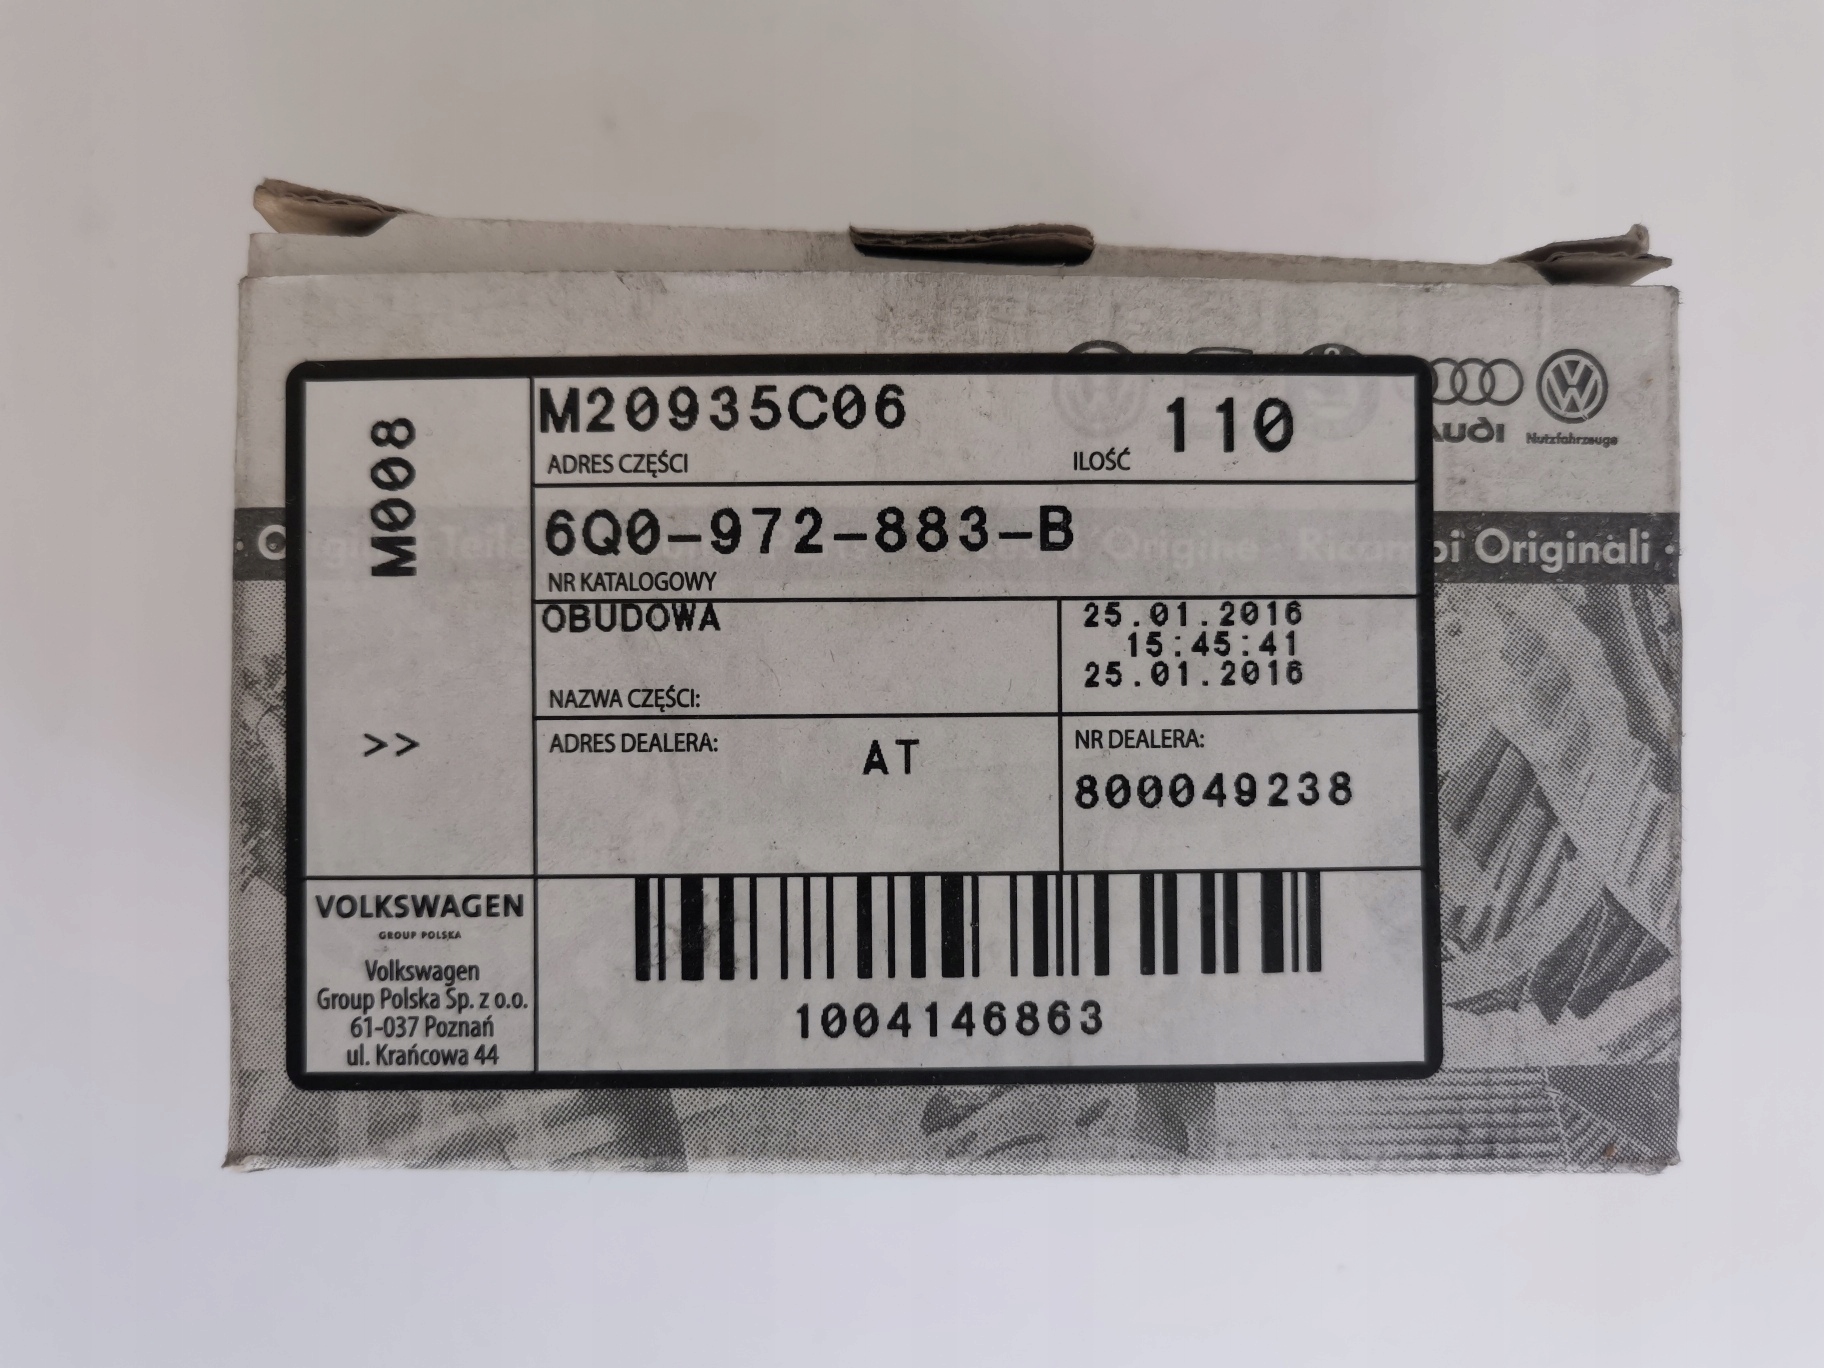 M008
>>
M20935C06
ADRES CZĘŚCI
ILOŚĆ
110
6Q0-972-883-B
NR KATALOGOWY
OBUDOWA
NAZWA CZĘŚCI:
25.01.2016
15:45:41
25.01.2016
ADRES DEALERA:
AT
NR DEALERA:
800049238
VOLKSWAGEN
GROUP POLSKA
Volkswagen
Group Polska Sp. z o.o.
61-037 Poznań
ul. Krańcowa 44
1004146863
Audi
Nutzfahrzeuge
Teile
Origine · Ricambi Originali ·